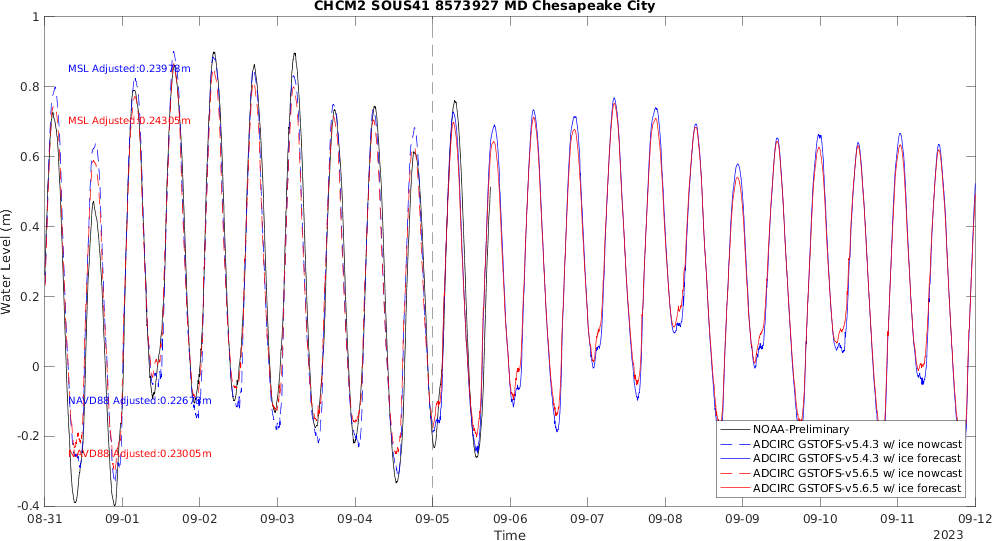 CHCM2 SOUS41 8573927 MD Chesapeake City
1
0.8
0.6
0.4
0.2
0
-0.2
-0.4
Water Level (m)
MSL Adjusted:0.23973m
MSL Adjusted:0.24305m
NAVD88 Adjusted:0.22673m
NAVD88 Adjusted:0.23005m
NOAA-Preliminary
ADCIRC GSTOFS-v5.4.3 w/ ice nowcast
ADCIRC GSTOFS-v5.4.3 w/ ice forecast
ADCIRC GSTOFS-v5.6.5 w/ ice nowcast
ADCIRC GSTOFS-v5.6.5 w/ ice forecast
08-31 09-01 09-02 09-03 09-04 09-05 09-06 09-07 09-08 09-09 09-10 09-11 09-12
Time
2023